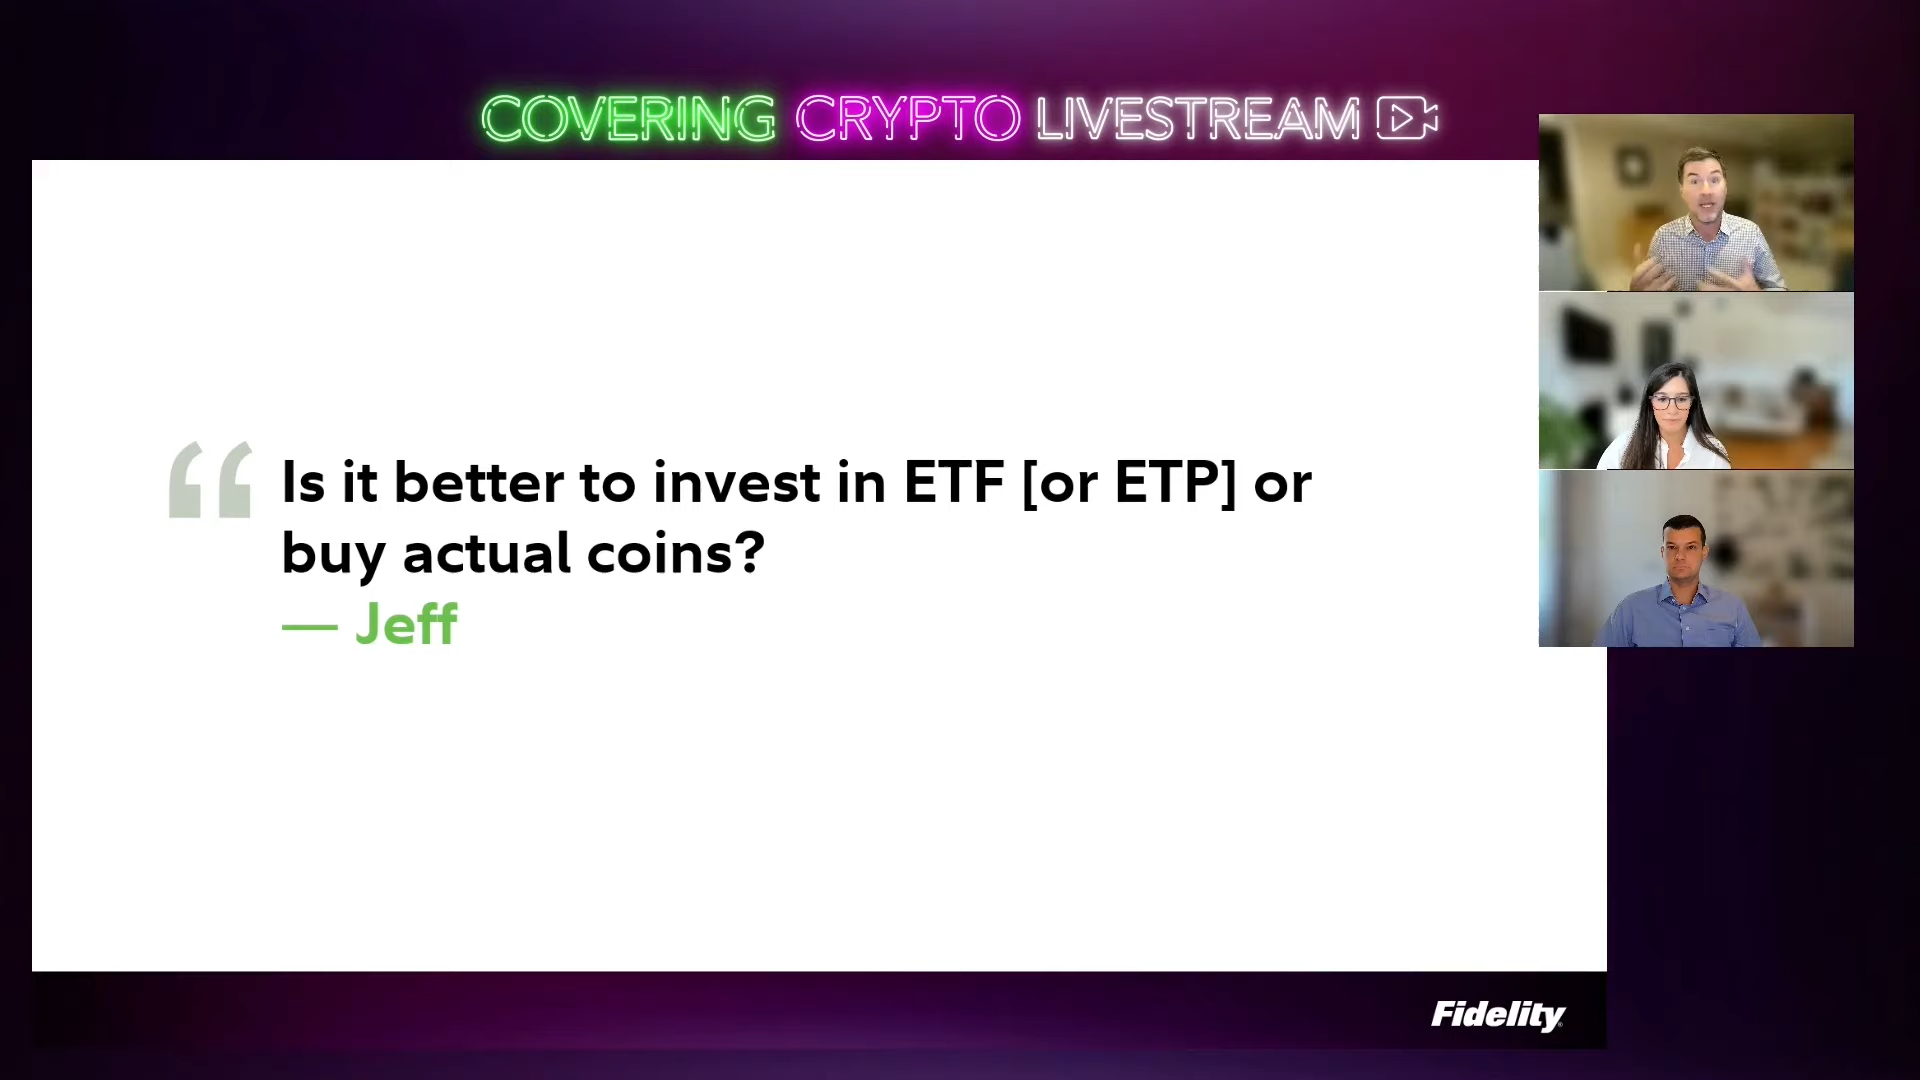 COVERING CRYPTO LIVESTREAM
“
Is it better to invest in ETF [or ETP] or
buy actual coins?
— Jeff
Fidelity